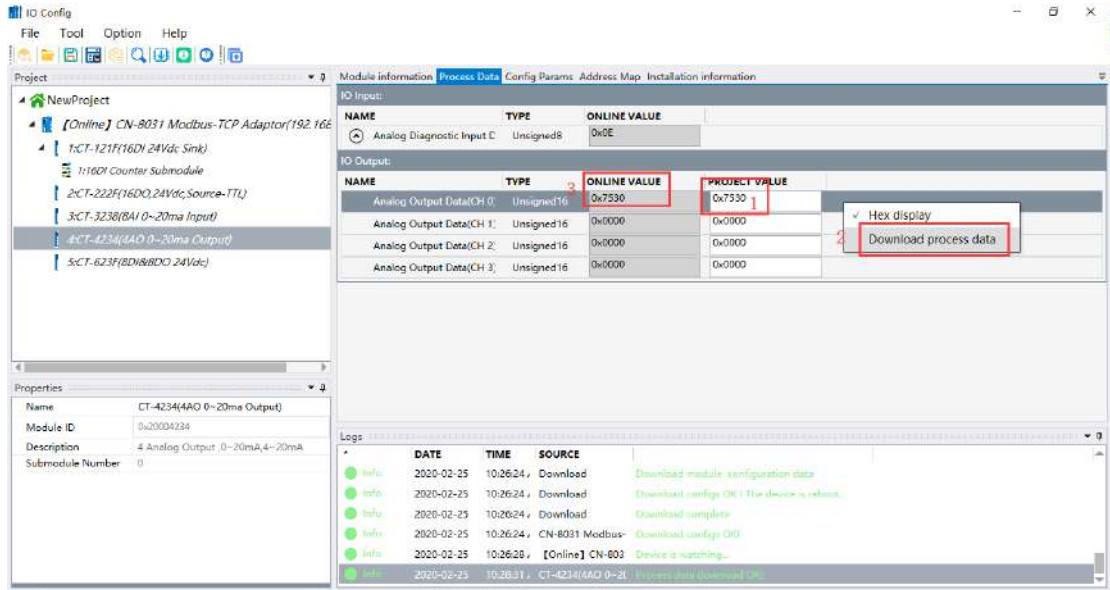 IO Config
File Tool Option Help
Project
NewProject
【Online】CN-8031 Modbus-TCP Adaptor(192.168
1:CT-121F(16DI 24Vdc Sink)
1:16DI Counter Submodule
2:CT-222F(16DO,24Vdc,Source-TTL)
3:CT-3238(8AI 0~20ma Input)
4:CT-4234(4AO 0~20ma Output)
5:CT-623F(8DI&8DO 24Vdc)
Properties
Name CT-4234(4AO 0~20ma Output)
Module ID 0x20004234
Description 4 Analog Output ,0~20mA,4~20mA
Submodule Number 0
Module information Process Data Config Params Address Map Installation information
IO Input:
NAME TYPE ONLINE VALUE
Analog Diagnostic Input D Unsigned8 0x0E
IO Output:
NAME TYPE ONLINE VALUE PROJECT VALUE
3
Analog Output Data(CH 0) Unsigned16 0x7530 0x7530 1
Analog Output Data(CH 1) Unsigned16 0x0000 0x0000
Analog Output Data(CH 2) Unsigned16 0x0000 0x0000
Analog Output Data(CH 3) Unsigned16 0x0000 0x0000
✓ Hex display
2 Download process data
Logs
DATE TIME SOURCE
Info 2020-02-25 10:26:24 Download Download module configuration data
Info 2020-02-25 10:26:24 Download Download configs OK! The device is reboot.
Info 2020-02-25 10:26:24 Download Download complete
Info 2020-02-25 10:26:24 CN-8031 Modbus- Download configs OK!
Info 2020-02-25 10:26:28 【Online】CN-803 Device is watching...
Info 2020-02-25 10:28:31 CT-4234(4AO 0~2( Process data download OK!